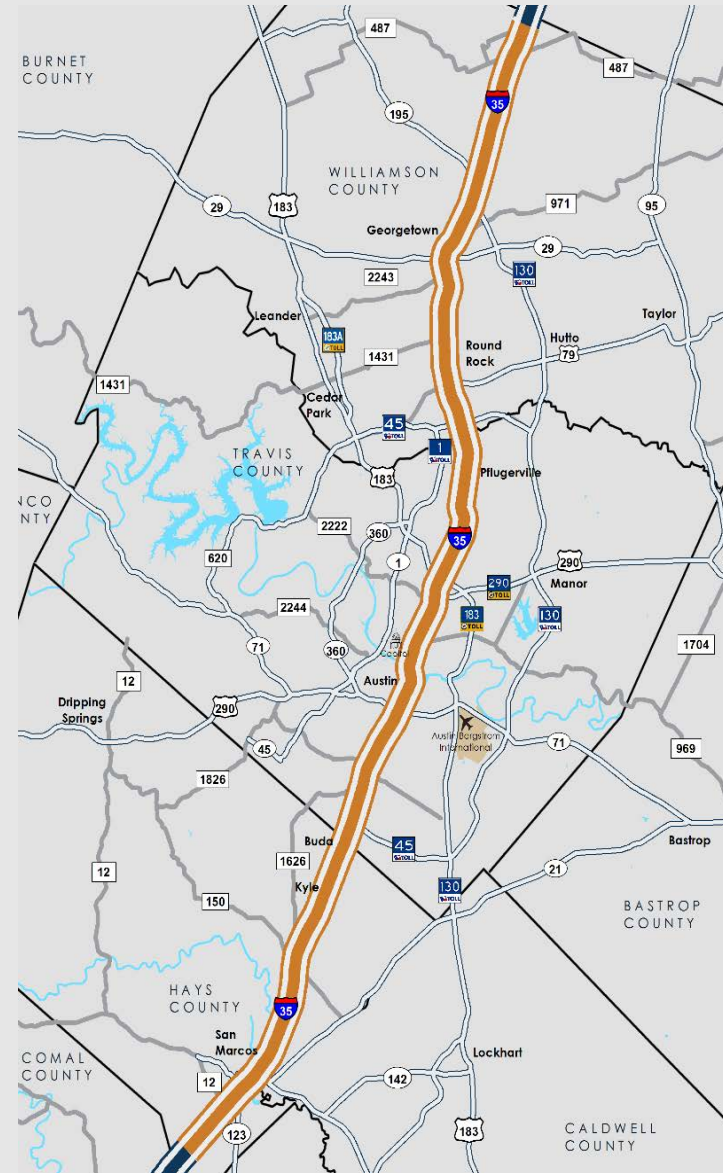 487
BURNET
COUNTY
487
35
195
WILLIAMSON
COUNTY
183
971
29
95
Georgetown
29
130
TOLL
2243
Leander
183A
TOLL
Round
Rock
Hutto
Taylor
79
1431
1431
Cedar
Park
45
TOLL
1
TOLL
TRAVIS
COUNTY
183
Pflugerville
NCO
NTY
2222
360
35
620
1
290
290
TOLL
Manor
2244
183
TOLL
130
TOLL
71
360
Capitol
1704
12
Austin
Dripping
Springs
290
45
Austin Bergstrom
International
71
969
1826
Buda
45
TOLL
Bastrop
1626
12
Kyle
130
TOLL
21
150
BASTROP
COUNTY
HAYS
COUNTY
35
San
Marcos
COMAL
COUNTY
Lockhart
12
142
123
183
CALDWELL
COUNTY